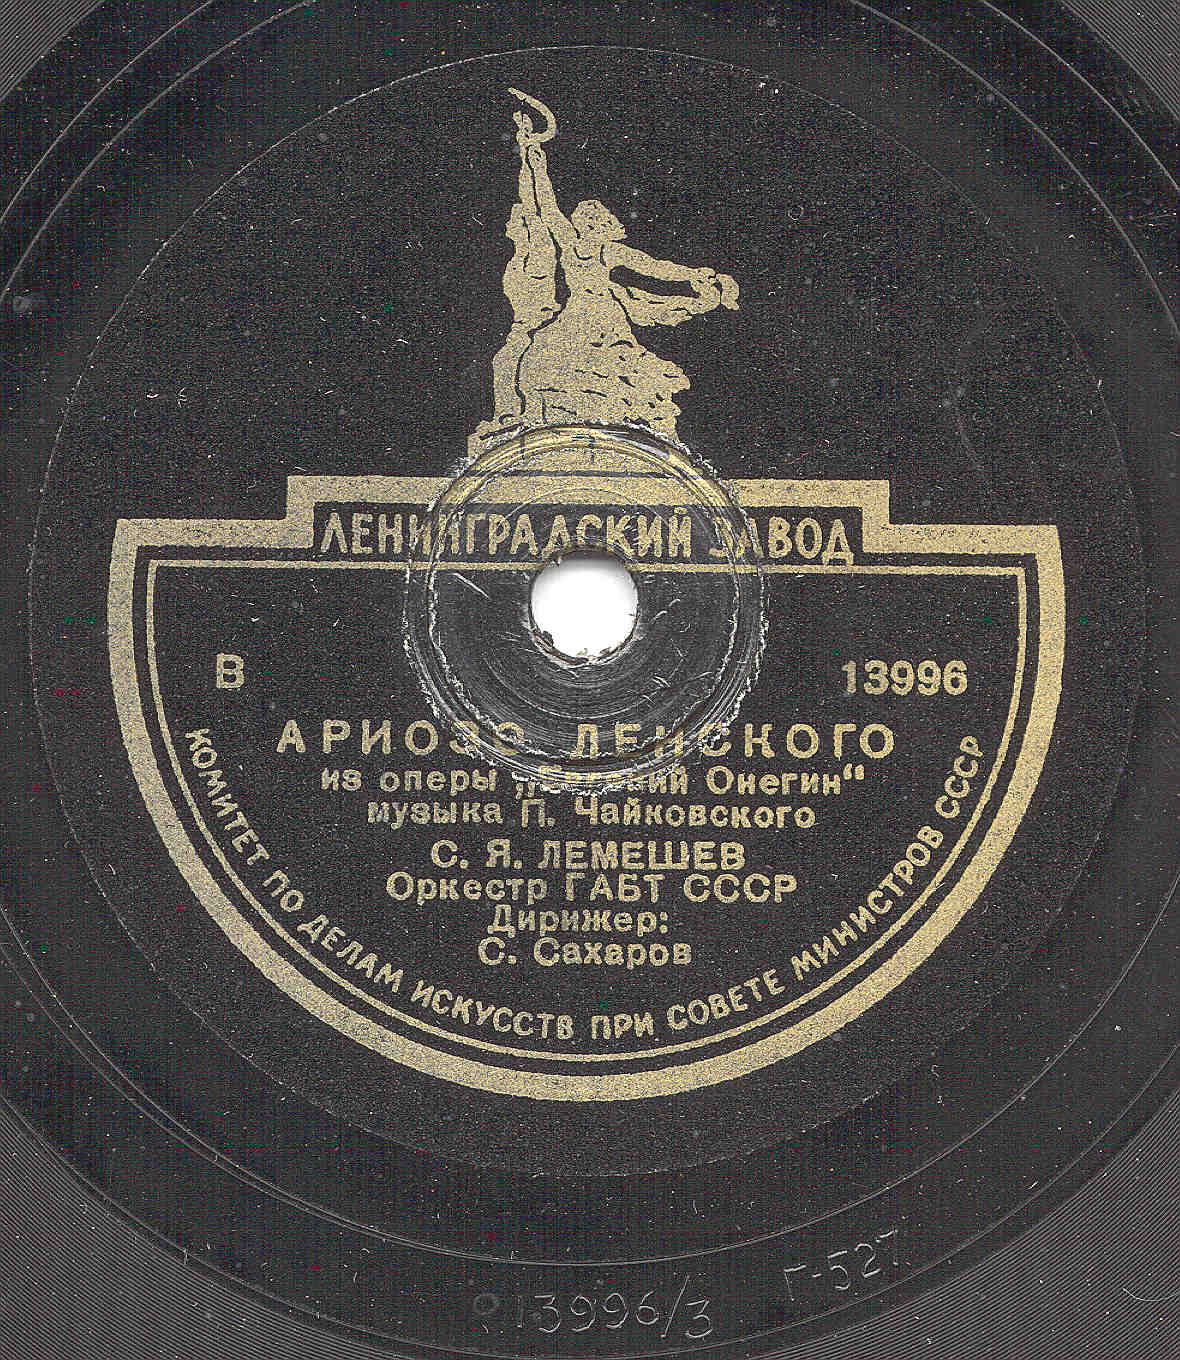 ЛЕНИНГРАДСКИЙ ЗАВОД
В 13996
АРИОЗО ЛЕНСКОГО
из оперы „Евгений Онегин“
музыка П. Чайковского
С. Я. ЛЕМЕШЕВ
Оркестр ГАБТ СССР
Дирижер:
С. Сахаров
КОМИТЕТ ПО ДЕЛАМ ИСКУССТВ ПРИ СОВЕТЕ МИНИСТРОВ СССР
Г-527
13996/3